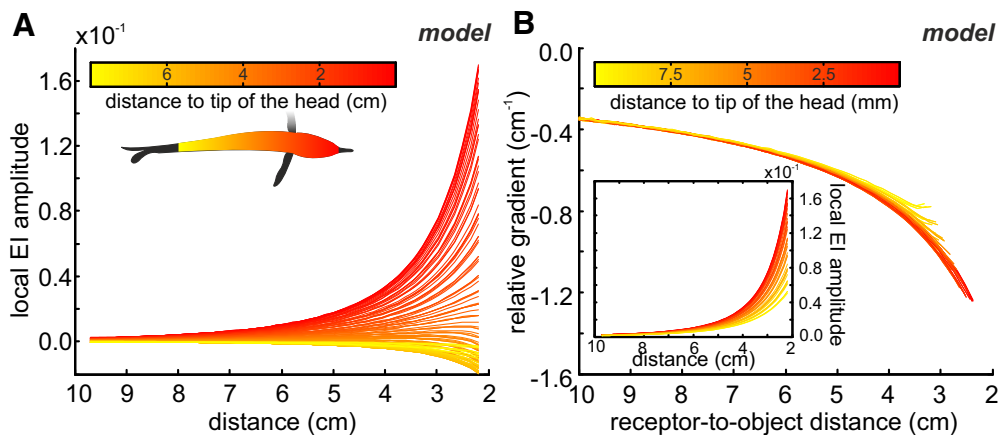 A
x10⁻¹
model
1.6
1.2
0.8
0.4
0.0
local EI amplitude
6 4 2
distance to tip of the head (cm)
10 9 8 7 6 5 4 3 2
distance (cm)
B
model
0.0
-0.4
-0.8
-1.2
-1.6
relative gradient (cm⁻¹)
7.5 5 2.5
distance to tip of the head (mm)
x10⁻¹
1.6
1.2
0.8
0.4
0.0
local EI amplitude
10 8 6 4 2
distance (cm)
10 9 8 7 6 5 4 3 2
receptor-to-object distance (cm)